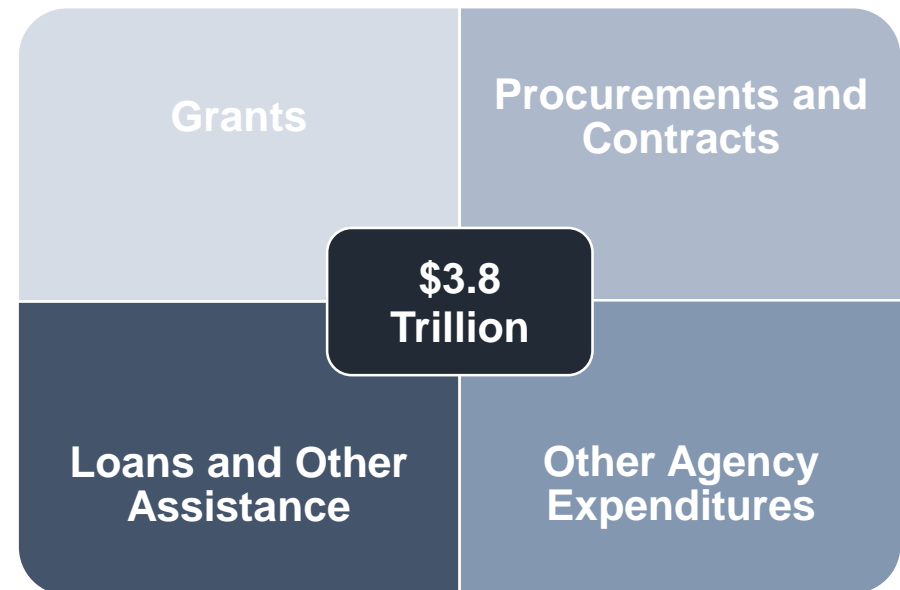 Grants
Procurements and
Contracts
$3.8
Trillion
Loans and Other
Assistance
Other Agency
Expenditures